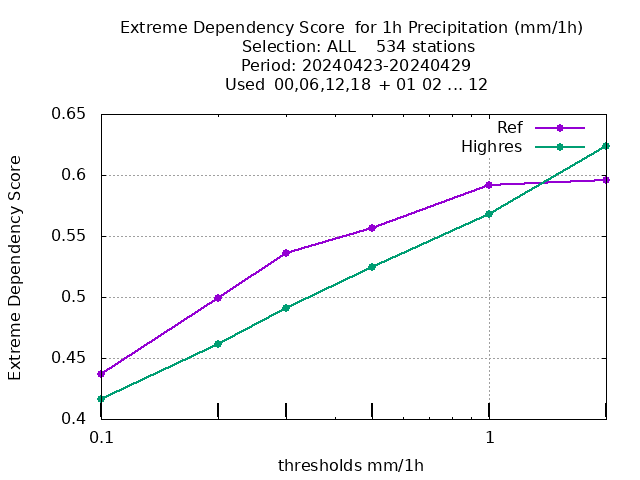 Extreme Dependency Score  for 1h Precipitation (mm/1h)
Selection: ALL    534 stations
Period: 20240423-20240429
Used  00,06,12,18 + 01 02 ... 12
0.65
Ref
Highres
0.6
0.55
0.5
0.45
0.4
Extreme Dependency Score
0.1
1
thresholds mm/1h